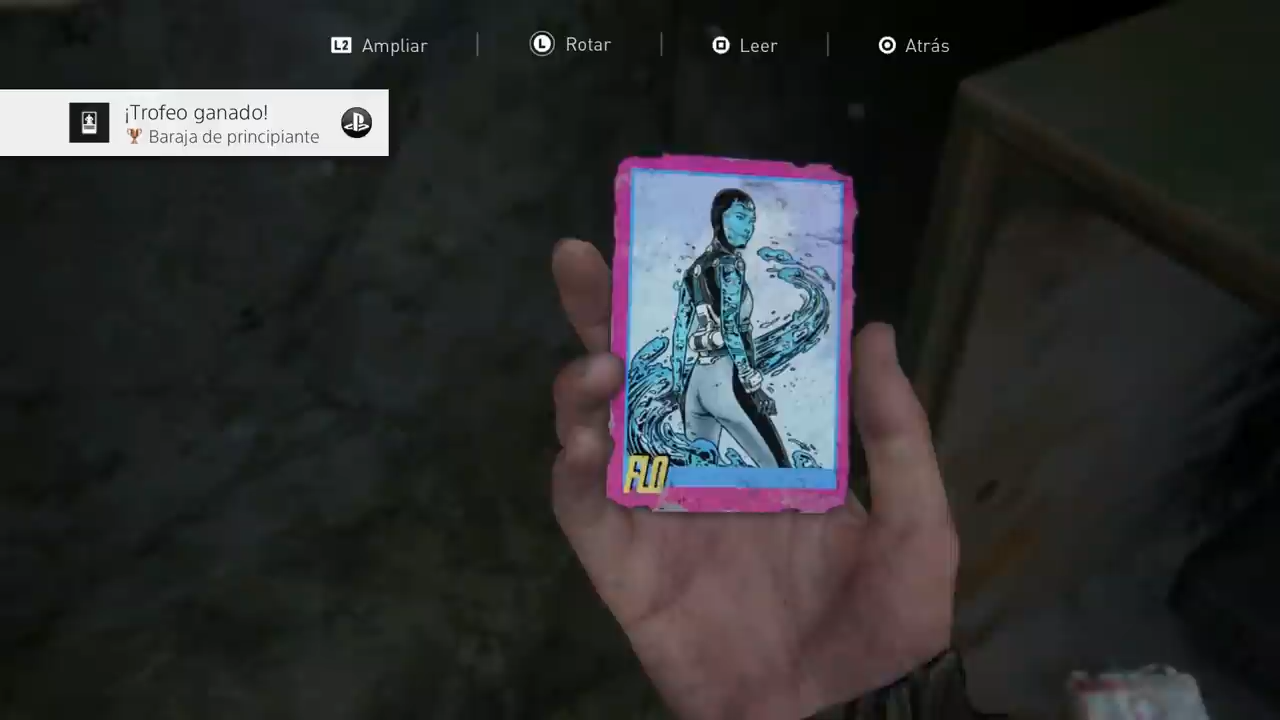 L2 Ampliar
L Rotar
Leer
Atrás
¡Trofeo ganado!
Baraja de principiante
FLO